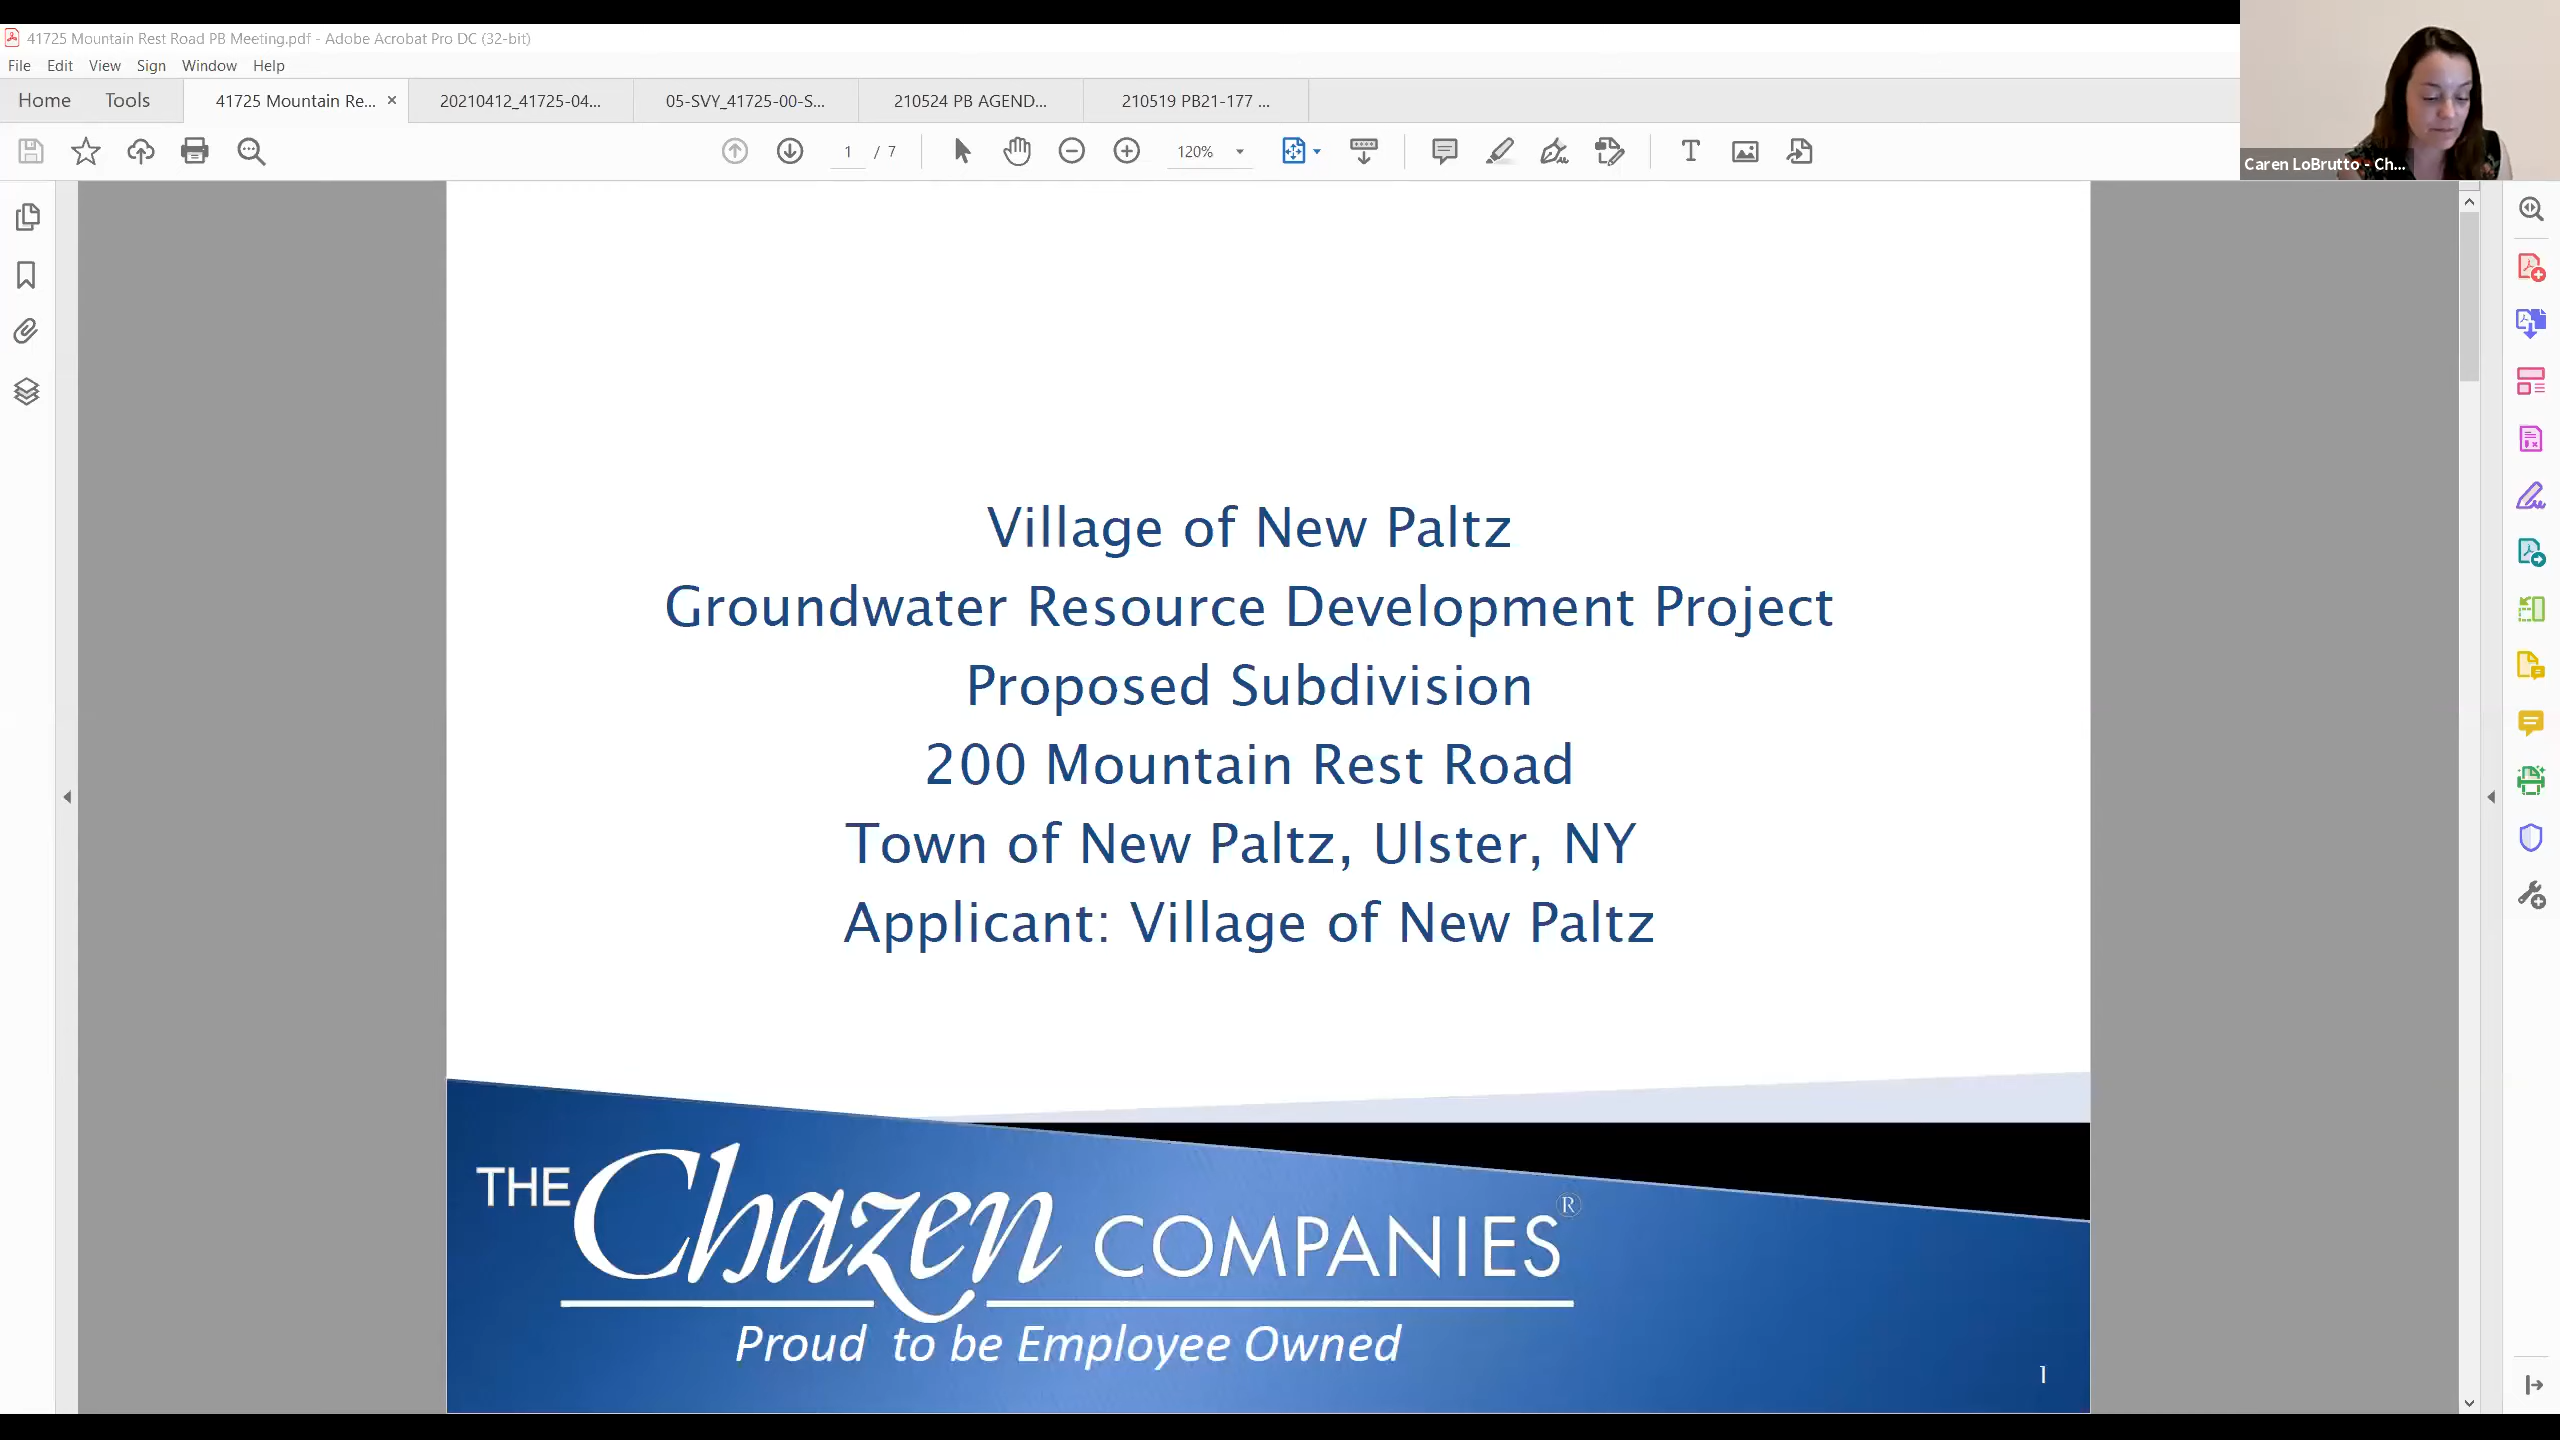 41725 Mountain Rest Road PB Meeting.pdf - Adobe Acrobat Pro DC (32-bit)
File Edit View Sign Window Help
Home Tools 41725 Mountain Re... × 20210412_41725-04... 05-SVY_41725-00-S... 210524 PB AGEND... 210519 PB21-177 ...
1 / 7 120%
Caren LoBrutto - Ch...
Village of New Paltz
Groundwater Resource Development Project
Proposed Subdivision
200 Mountain Rest Road
Town of New Paltz, Ulster, NY
Applicant: Village of New Paltz
THE Chazen COMPANIES®
Proud to be Employee Owned
1